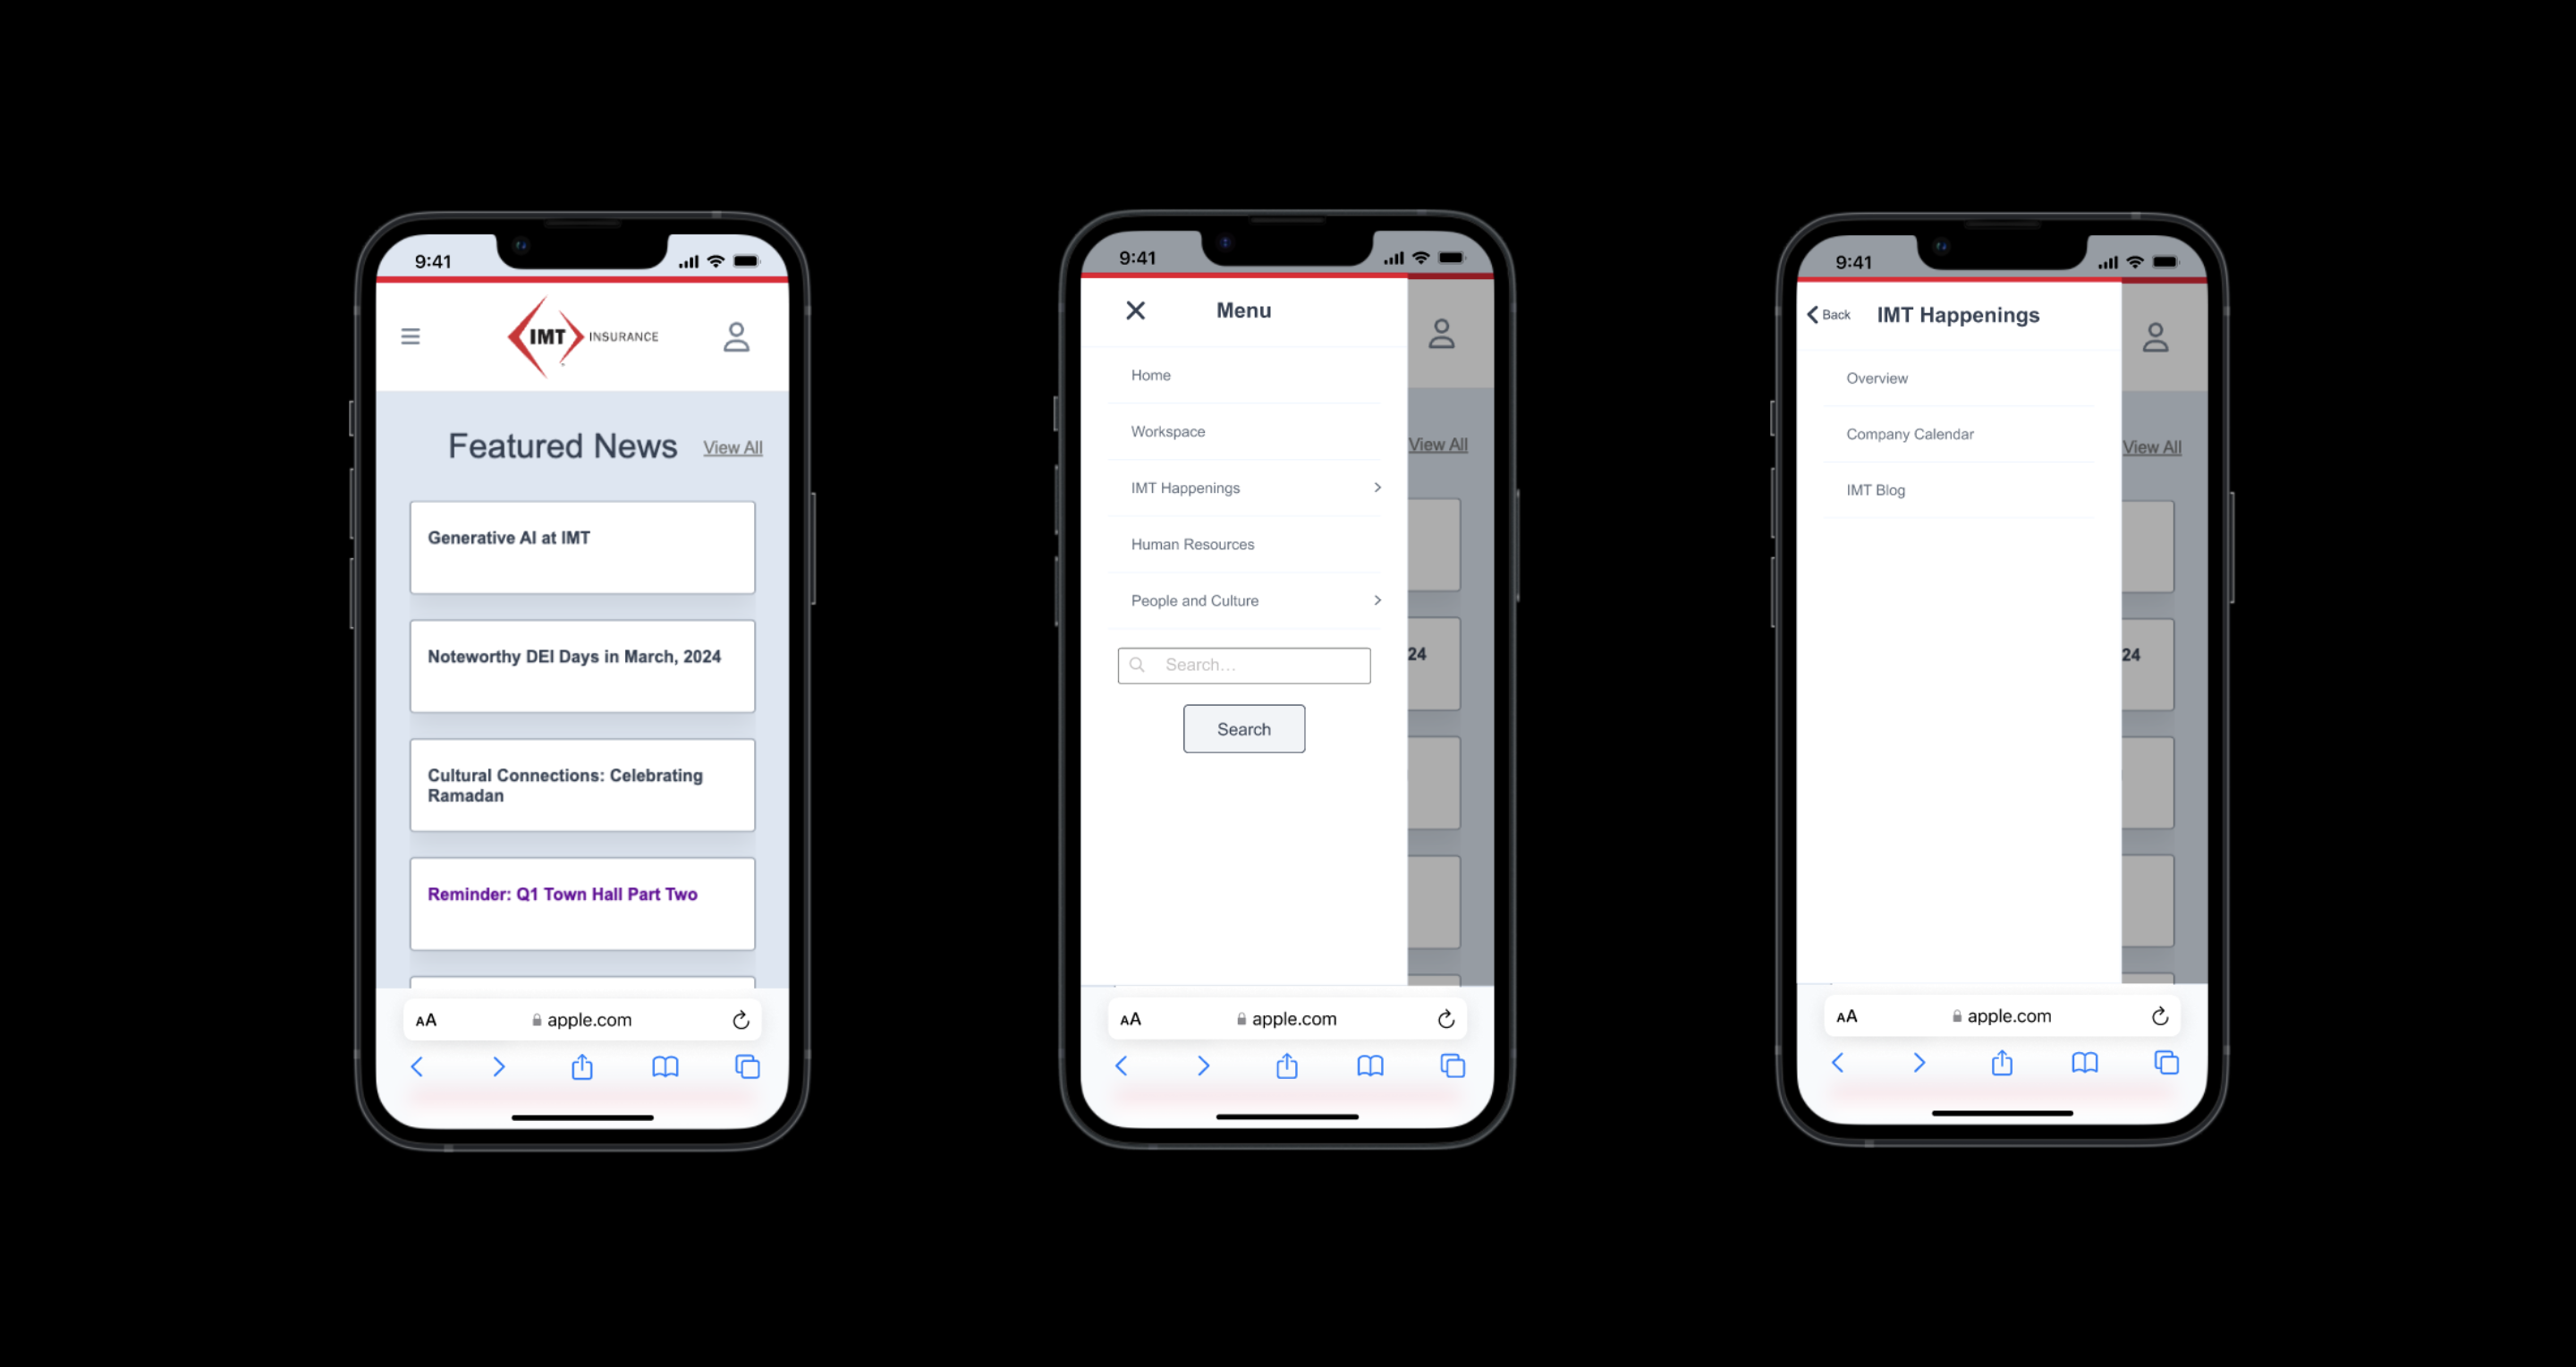 9:41
IMT INSURANCE
Featured News View All
Generative AI at IMT
Noteworthy DEI Days in March, 2024
Cultural Connections: Celebrating
Ramadan
Reminder: Q1 Town Hall Part Two
AA apple.com
9:41
Menu
Home
Workspace
IMT Happenings
Human Resources
People and Culture
Search...
Search
View All
24
AA apple.com
9:41
Back IMT Happenings
Overview
Company Calendar
IMT Blog
View All
24
AA apple.com